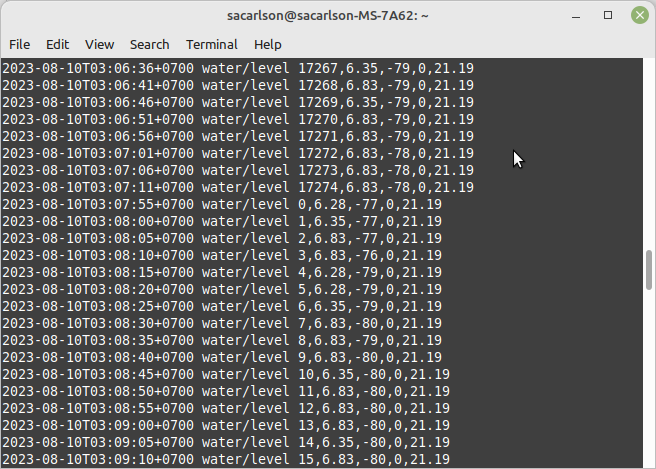 sacarlson@sacarlson-MS-7A62: ~
File Edit View Search Terminal Help
2023-08-10T03:06:36+0700 water/level 17267,6.35,-79,0,21.19
2023-08-10T03:06:41+0700 water/level 17268,6.83,-79,0,21.19
2023-08-10T03:06:46+0700 water/level 17269,6.35,-79,0,21.19
2023-08-10T03:06:51+0700 water/level 17270,6.83,-79,0,21.19
2023-08-10T03:06:56+0700 water/level 17271,6.83,-79,0,21.19
2023-08-10T03:07:01+0700 water/level 17272,6.83,-78,0,21.19
2023-08-10T03:07:06+0700 water/level 17273,6.83,-78,0,21.19
2023-08-10T03:07:11+0700 water/level 17274,6.83,-78,0,21.19
2023-08-10T03:07:55+0700 water/level 0,6.28,-77,0,21.19
2023-08-10T03:08:00+0700 water/level 1,6.35,-77,0,21.19
2023-08-10T03:08:05+0700 water/level 2,6.83,-77,0,21.19
2023-08-10T03:08:10+0700 water/level 3,6.83,-76,0,21.19
2023-08-10T03:08:15+0700 water/level 4,6.28,-79,0,21.19
2023-08-10T03:08:20+0700 water/level 5,6.28,-79,0,21.19
2023-08-10T03:08:25+0700 water/level 6,6.35,-79,0,21.19
2023-08-10T03:08:30+0700 water/level 7,6.83,-80,0,21.19
2023-08-10T03:08:35+0700 water/level 8,6.83,-79,0,21.19
2023-08-10T03:08:40+0700 water/level 9,6.83,-80,0,21.19
2023-08-10T03:08:45+0700 water/level 10,6.35,-80,0,21.19
2023-08-10T03:08:50+0700 water/level 11,6.83,-80,0,21.19
2023-08-10T03:08:55+0700 water/level 12,6.83,-80,0,21.19
2023-08-10T03:09:00+0700 water/level 13,6.83,-80,0,21.19
2023-08-10T03:09:05+0700 water/level 14,6.35,-80,0,21.19
2023-08-10T03:09:10+0700 water/level 15,6.83,-80,0,21.19